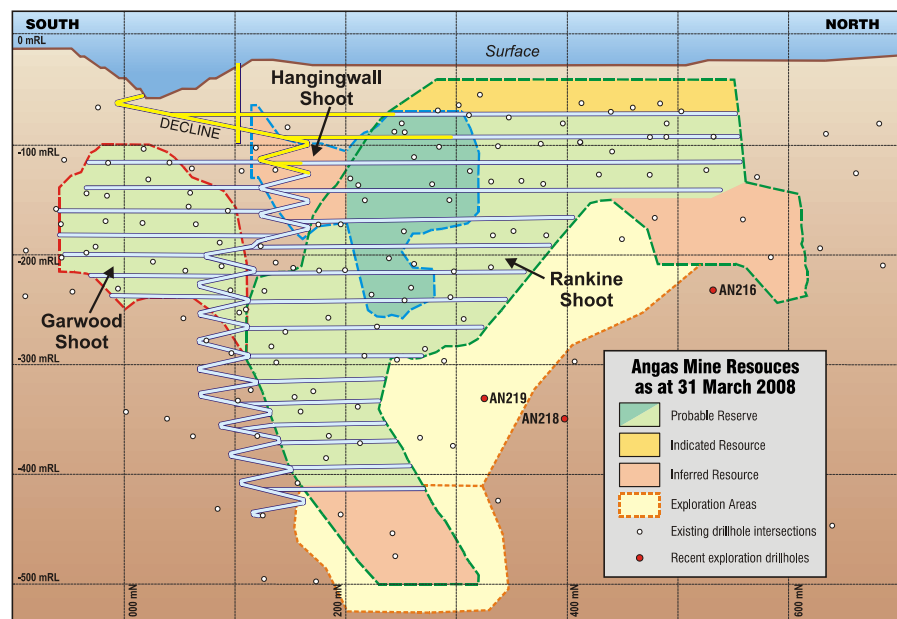 SOUTH
NORTH
0 mRL
Surface
Hangingwall
Shoot
DECLINE
-100 mRL
-200 mRL
Rankine
Shoot
AN216
Garwood
Shoot
-300 mRL
AN219
AN218
-400 mRL
-500 mRL
Angas Mine Resouces
as at 31 March 2008
Probable Reserve
Indicated Resource
Inferred Resource
Exploration Areas
Existing drillhole intersections
Recent exploration drillholes
000 mN
200 mN
400 mN
600 mN